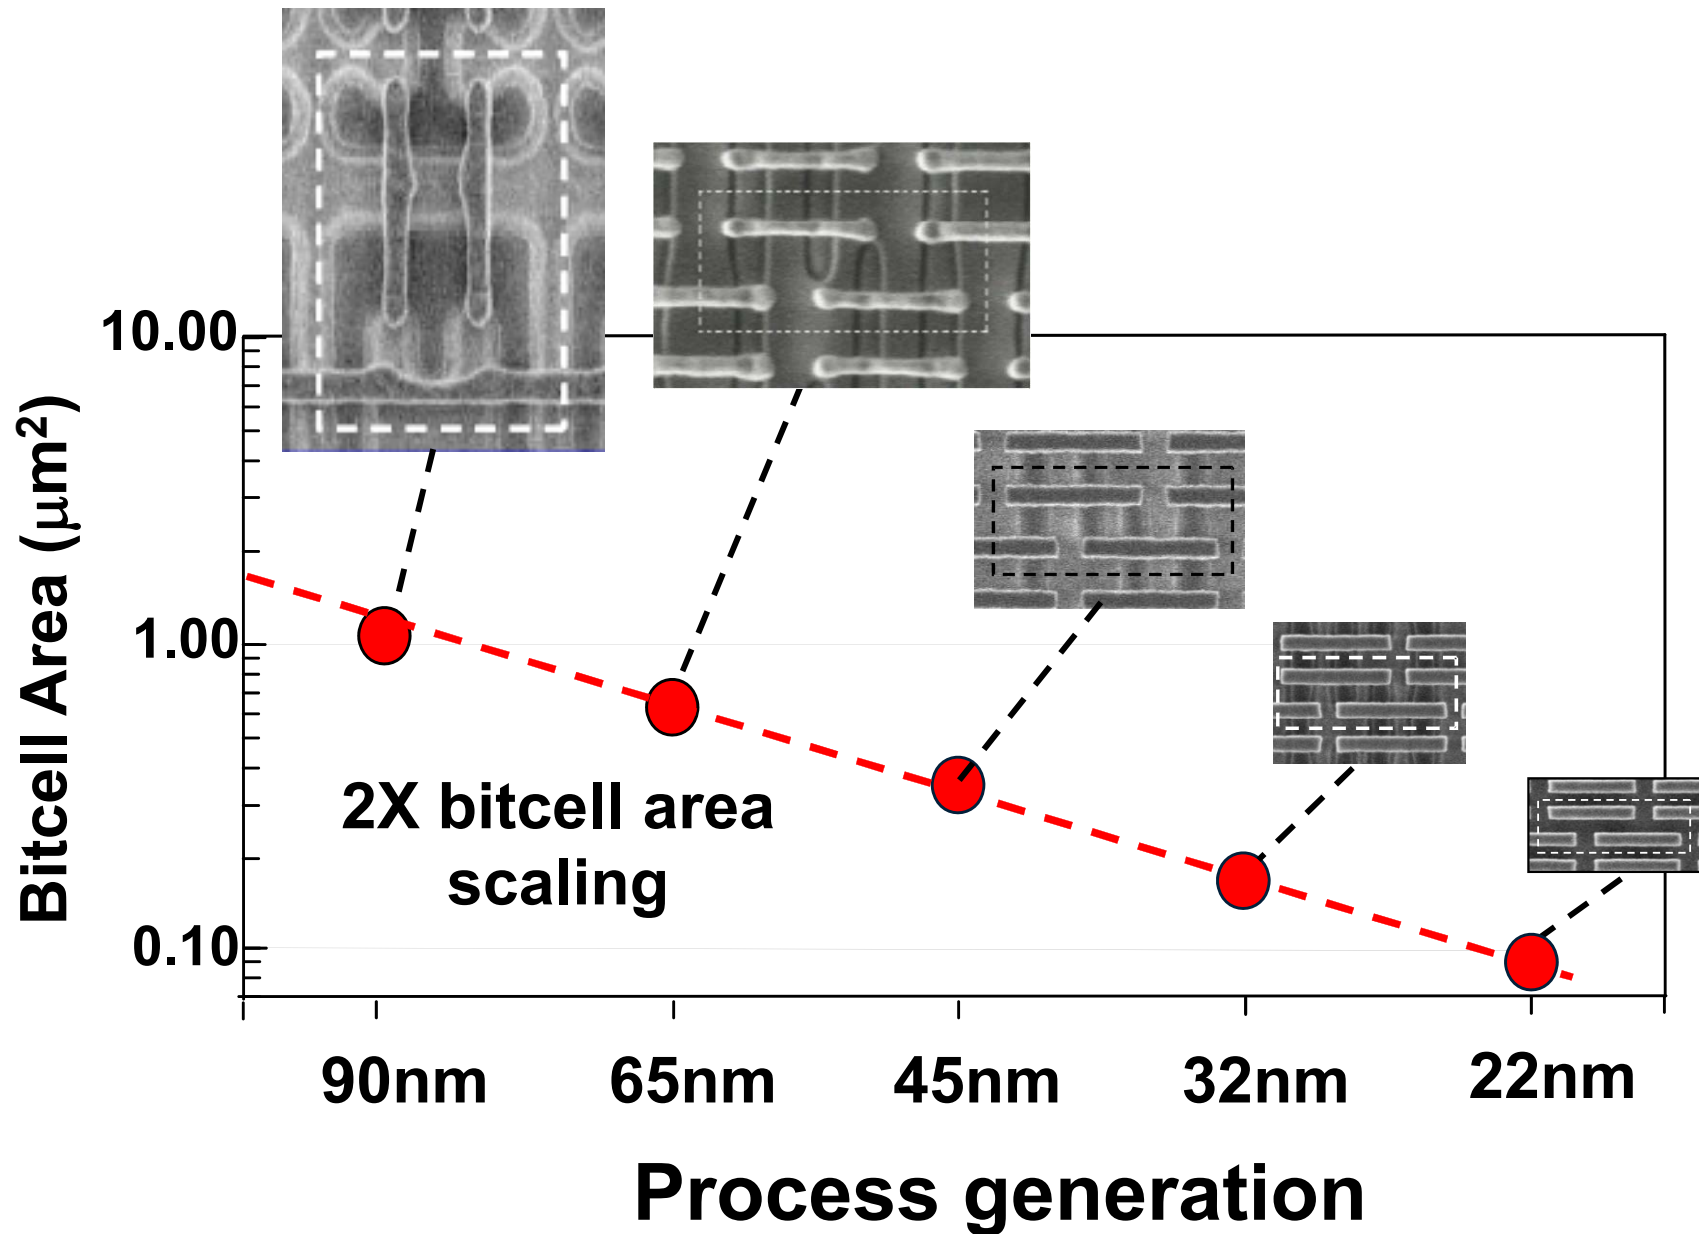 10.00
1.00
0.10
Bitcell Area (μm²)
2X bitcell area
scaling
90nm
65nm
45nm
32nm
22nm
Process generation